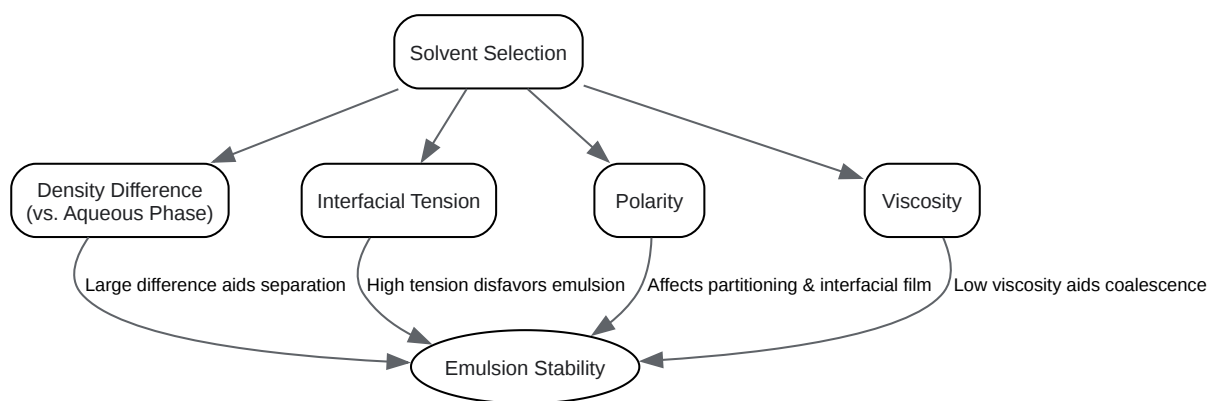 Solvent Selection
Density Difference
(vs. Aqueous Phase)
Interfacial Tension
Polarity
Viscosity
Large difference aids separation
High tension disfavors emulsion
Affects partitioning & interfacial film
Low viscosity aids coalescence
Emulsion Stability